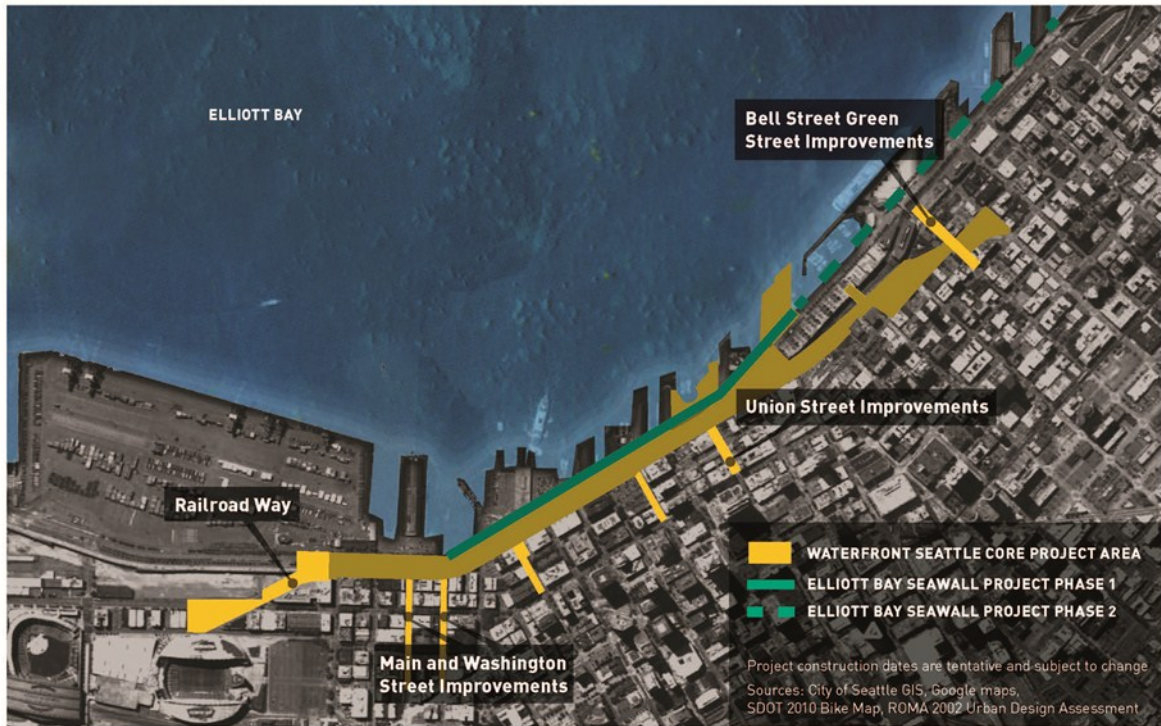 ELLIOTT BAY
Bell Street Green
Street Improvements
Union Street Improvements
Railroad Way
Main and Washington
Street Improvements
WATERFRONT SEATTLE CORE PROJECT AREA
ELLIOTT BAY SEAWALL PROJECT PHASE 1
ELLIOTT BAY SEAWALL PROJECT PHASE 2
Project construction dates are tentative and subject to change
Sources: City of Seattle GIS, Google maps,
SDOT 2010 Bike Map, ROMA 2002 Urban Design Assessment